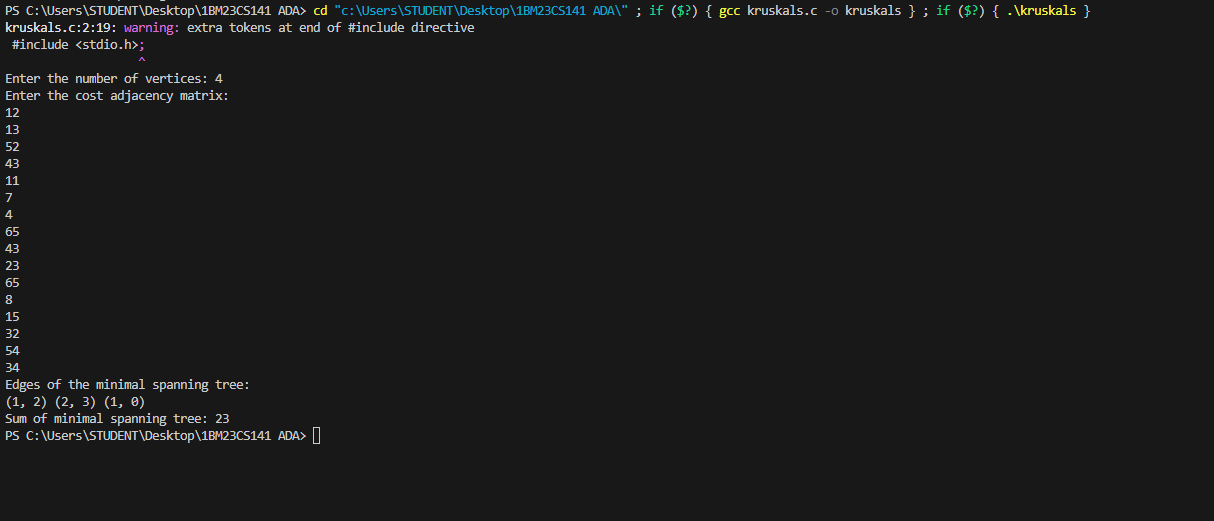 PS C:\Users\STUDENT\Desktop\1BM23CS141 ADA> cd "c:\Users\STUDENT\Desktop\1BM23CS141 ADA\" ; if ($?) { gcc kruskals.c -o kruskals } ; if ($?) { .\kruskals }
kruskals.c:2:19: warning: extra tokens at end of #include directive
 #include <stdio.h>;
                   ^
Enter the number of vertices: 4
Enter the cost adjacency matrix:
12
13
52
43
11
7
4
65
43
23
65
8
15
32
54
34
Edges of the minimal spanning tree:
(1, 2) (2, 3) (1, 0)
Sum of minimal spanning tree: 23
PS C:\Users\STUDENT\Desktop\1BM23CS141 ADA>